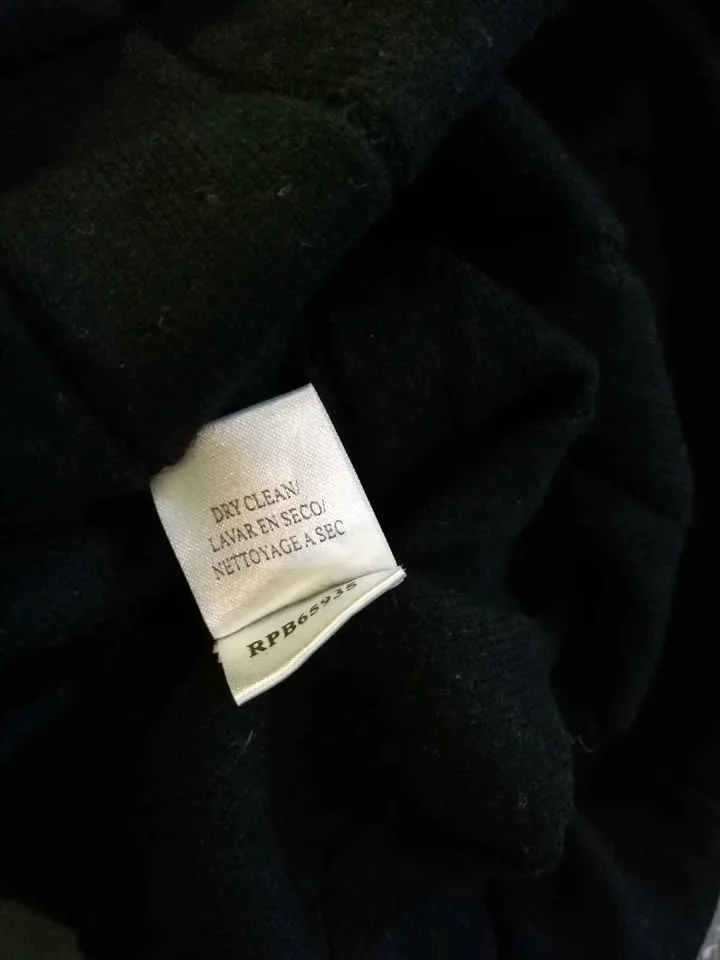 DRY CLEAN/
LAVAR EN SECO/
NETTOYAGE A SEC
RPB65935